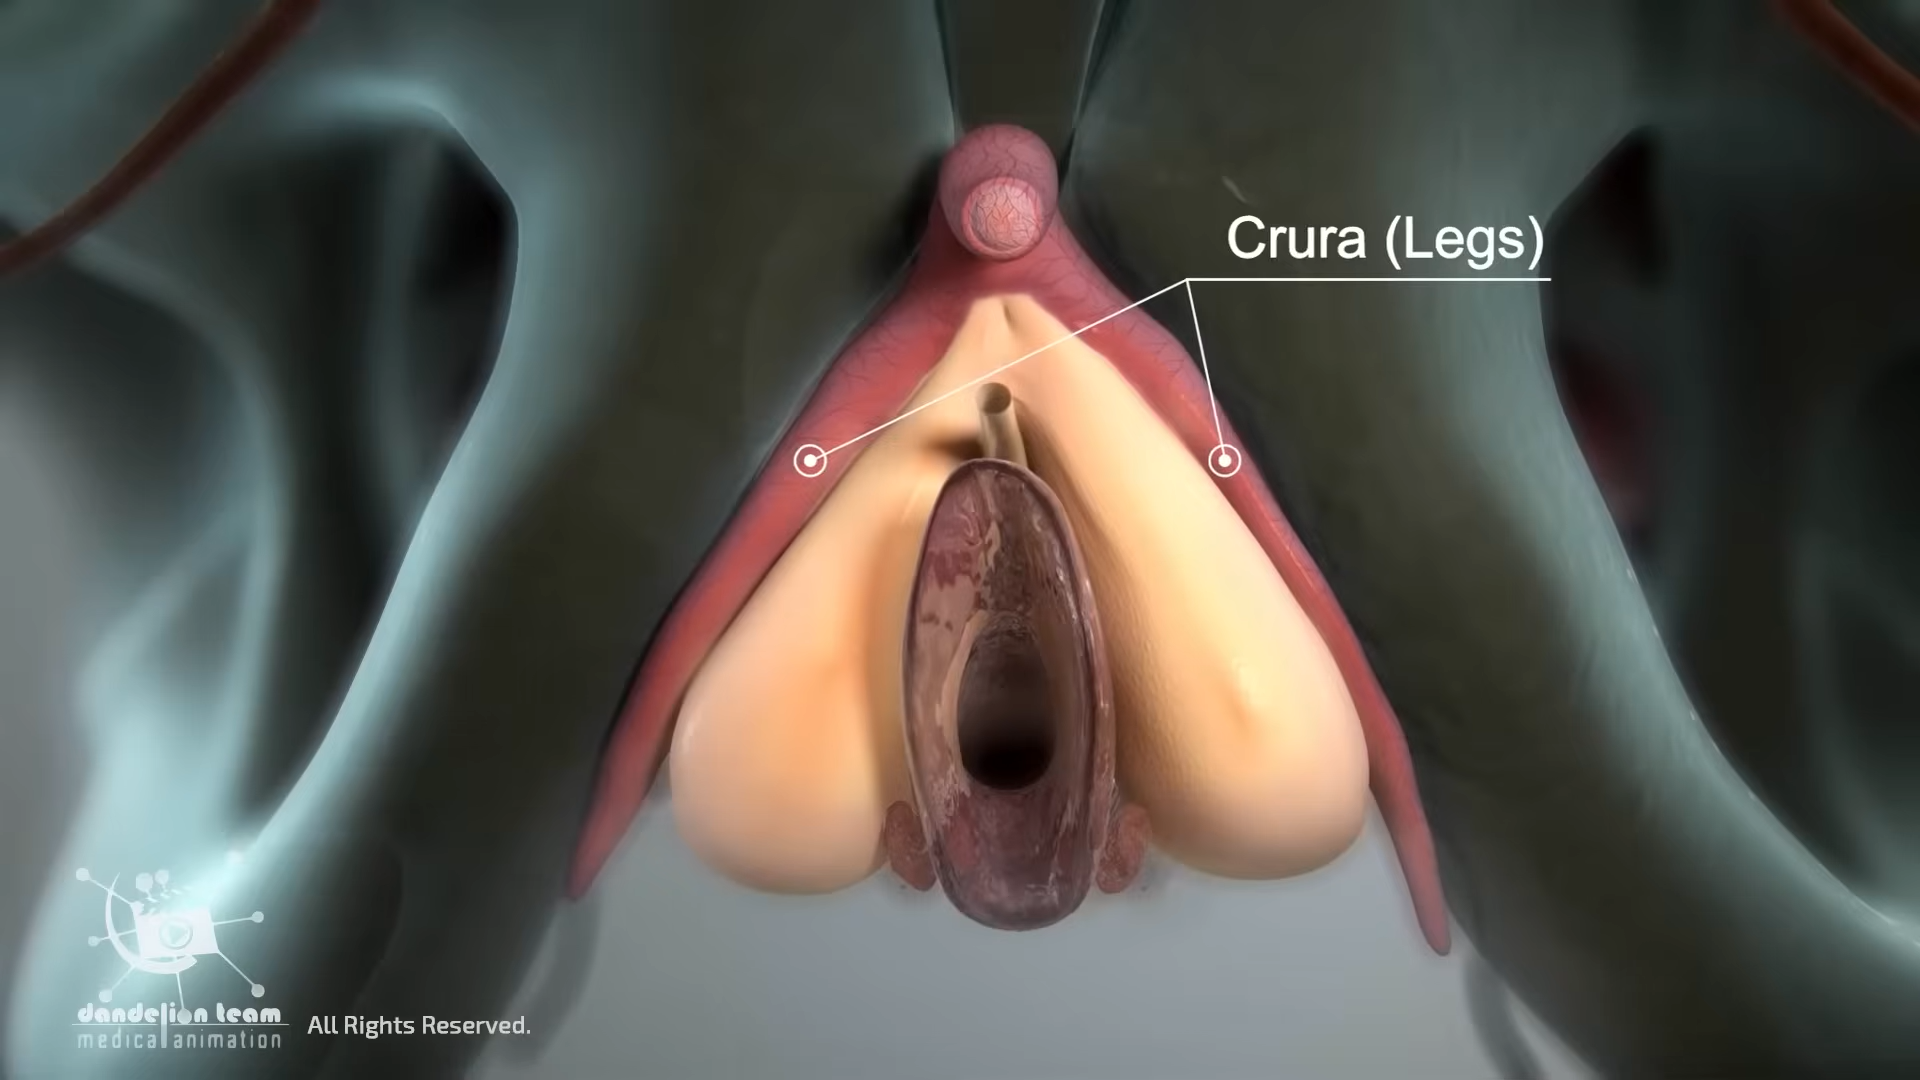 Crura (Legs)
dandelion team
medical animation
All Rights Reserved.